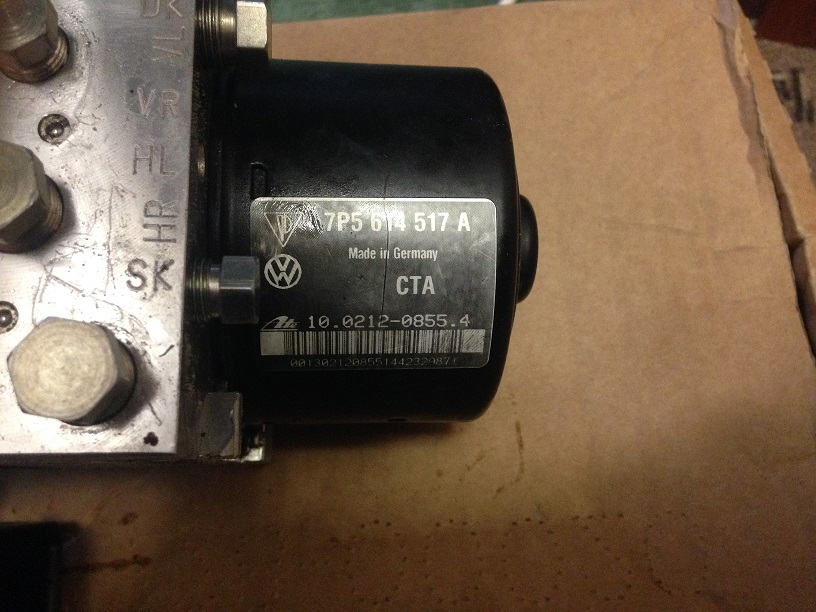 VR
HL
HR
SK
7P5 614 517 A
Made in Germany
CTA
10.0212-0855.4